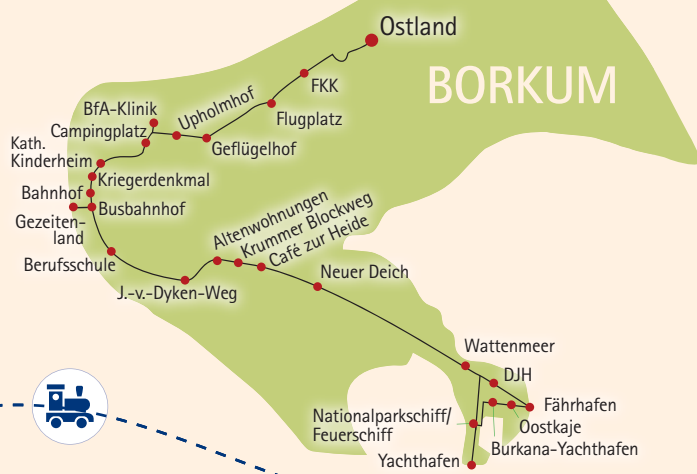 Ostland
BORKUM
FKK
BfA-Klinik
Upholmhof
Flugplatz
Campingplatz
Geflügelhof
Kath.
Kinderheim
Kriegerdenkmal
Bahnhof
Busbahnhof
Gezeiten-
land
Altenwohnungen
Krummer Blockweg
Café zur Heide
Berufsschule
Neuer Deich
J.-v.-Dyken-Weg
Wattenmeer
DJH
Fährhafen
Nationalparkschiff/
Feuerschiff
Oostkaje
Burkana-Yachthafen
Yachthafen